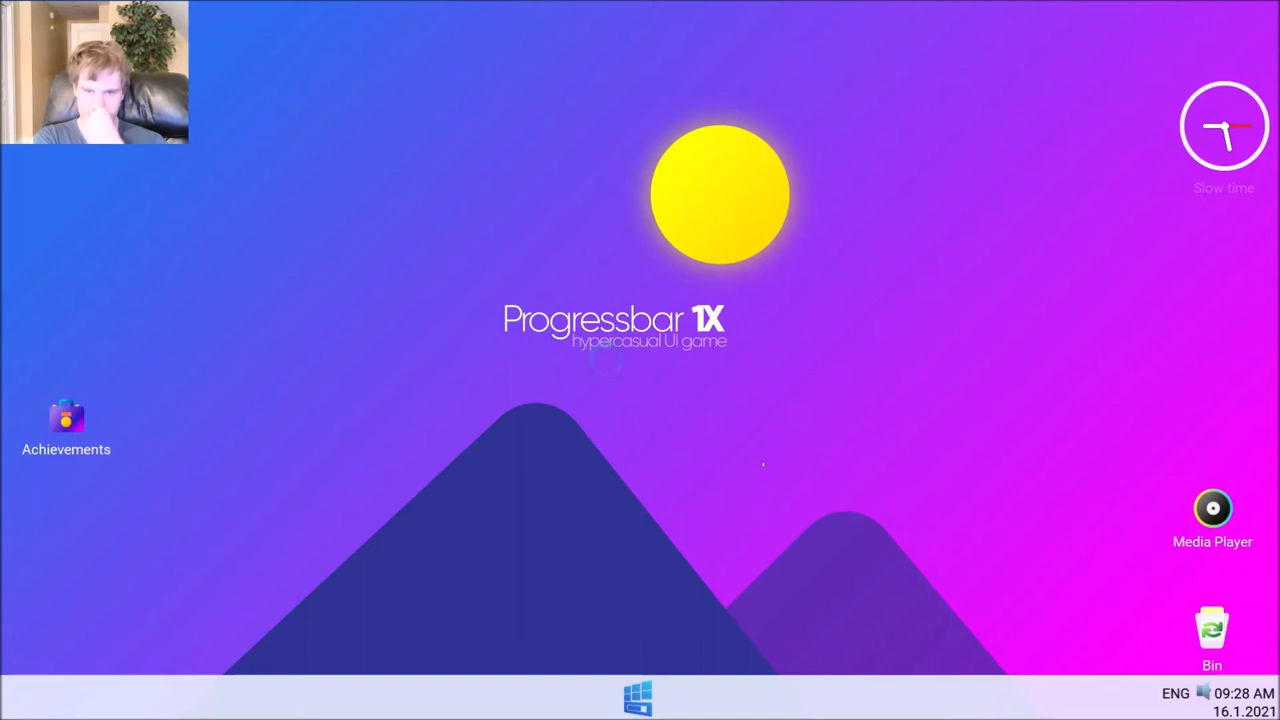 Slow time
Progressbar 1X
hypercasual UI game
Achievements
Media Player
Bin
ENG 09:28 AM
16.1.2021